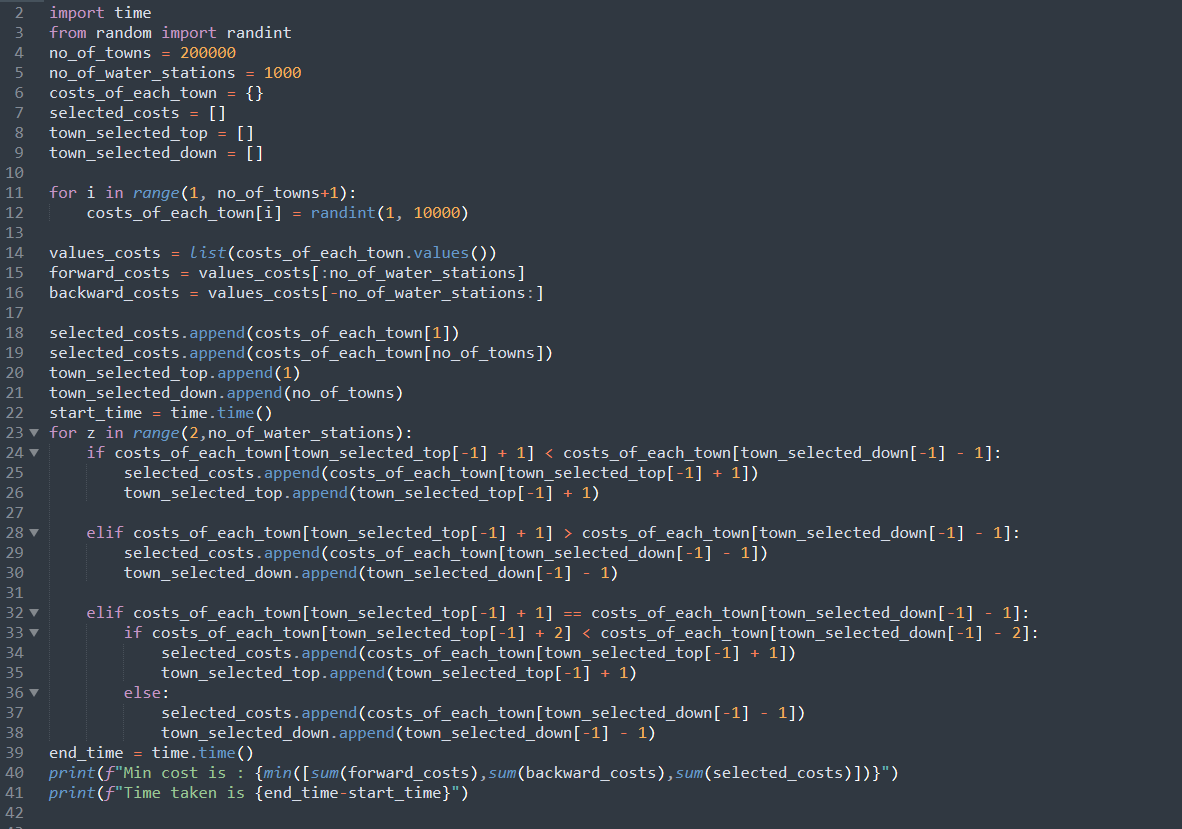 2 import time
3 from random import randint
4 no_of_towns = 200000
5 no_of_water_stations = 1000
6 costs_of_each_town = {}
7 selected_costs = []
8 town_selected_top = []
9 town_selected_down = []
10
11 for i in range(1, no_of_towns+1):
12     costs_of_each_town[i] = randint(1, 10000)
13
14 values_costs = list(costs_of_each_town.values())
15 forward_costs = values_costs[:no_of_water_stations]
16 backward_costs = values_costs[-no_of_water_stations:]
17
18 selected_costs.append(costs_of_each_town[1])
19 selected_costs.append(costs_of_each_town[no_of_towns])
20 town_selected_top.append(1)
21 town_selected_down.append(no_of_towns)
22 start_time = time.time()
23 for z in range(2,no_of_water_stations):
24     if costs_of_each_town[town_selected_top[-1] + 1] < costs_of_each_town[town_selected_down[-1] - 1]:
25         selected_costs.append(costs_of_each_town[town_selected_top[-1] + 1])
26         town_selected_top.append(town_selected_top[-1] + 1)
27
28     elif costs_of_each_town[town_selected_top[-1] + 1] > costs_of_each_town[town_selected_down[-1] - 1]:
29         selected_costs.append(costs_of_each_town[town_selected_down[-1] - 1])
30         town_selected_down.append(town_selected_down[-1] - 1)
31
32     elif costs_of_each_town[town_selected_top[-1] + 1] == costs_of_each_town[town_selected_down[-1] - 1]:
33         if costs_of_each_town[town_selected_top[-1] + 2] < costs_of_each_town[town_selected_down[-1] - 2]:
34             selected_costs.append(costs_of_each_town[town_selected_top[-1] + 1])
35             town_selected_top.append(town_selected_top[-1] + 1)
36         else:
37             selected_costs.append(costs_of_each_town[town_selected_down[-1] - 1])
38             town_selected_down.append(town_selected_down[-1] - 1)
39 end_time = time.time()
40 print(f"Min cost is : {min([sum(forward_costs),sum(backward_costs),sum(selected_costs)])}")
41 print(f"Time taken is {end_time-start_time}")
42